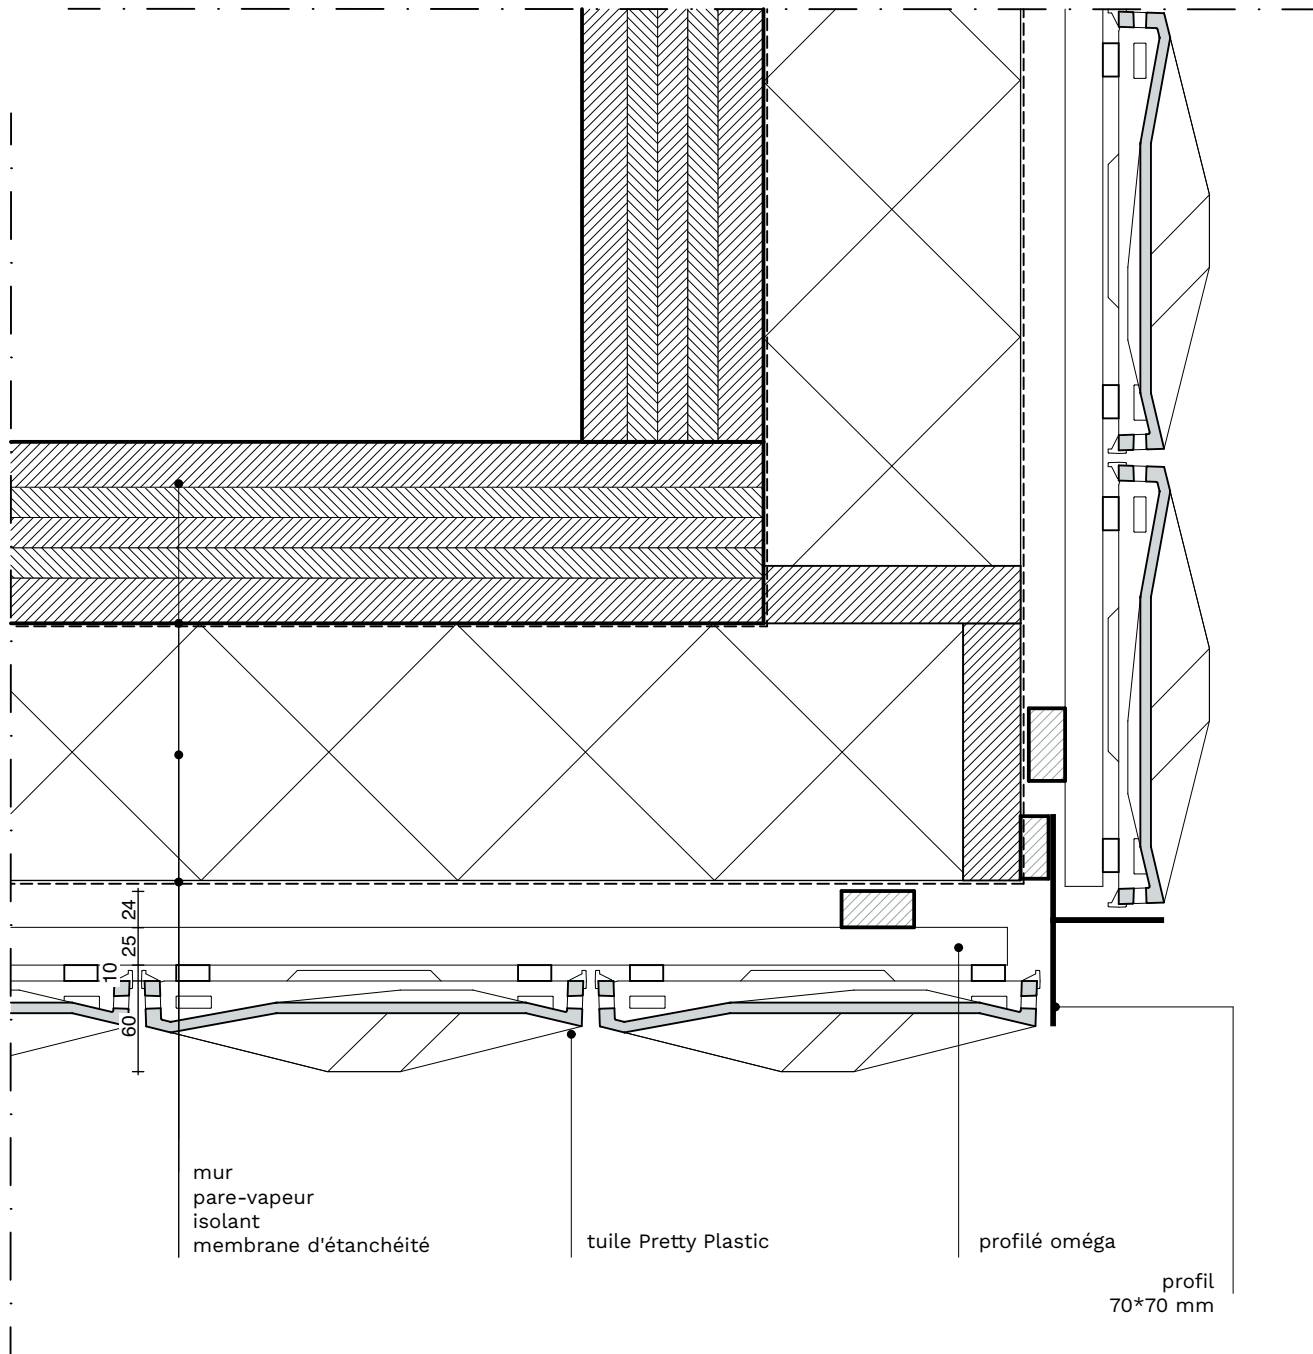 24
25
10
60
mur
pare-vapeur
isolant
membrane d'étanchéité
tuile Pretty Plastic
profilé oméga
profil
70*70 mm